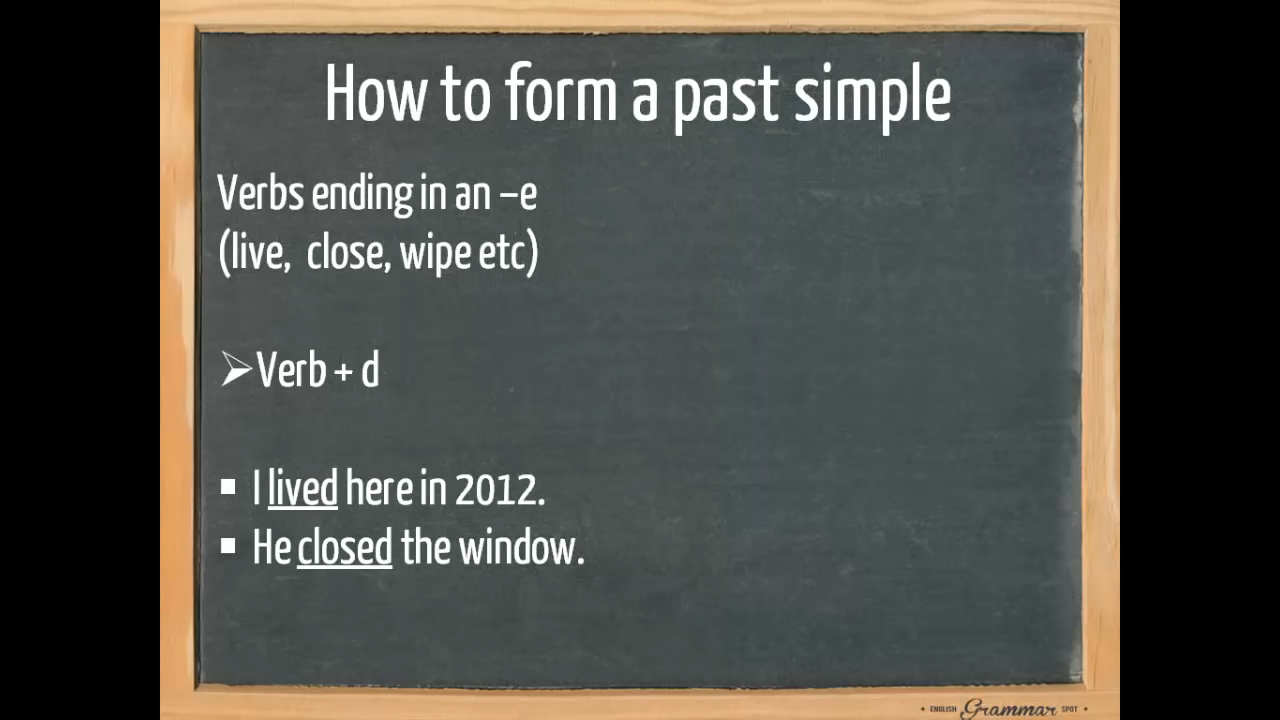 How to form a past simple
Verbs ending in an –e
(live,  close, wipe etc)
➢Verb + d
▪ I lived here in 2012.
▪ He closed the window.
• ENGLISH Grammar SPOT •